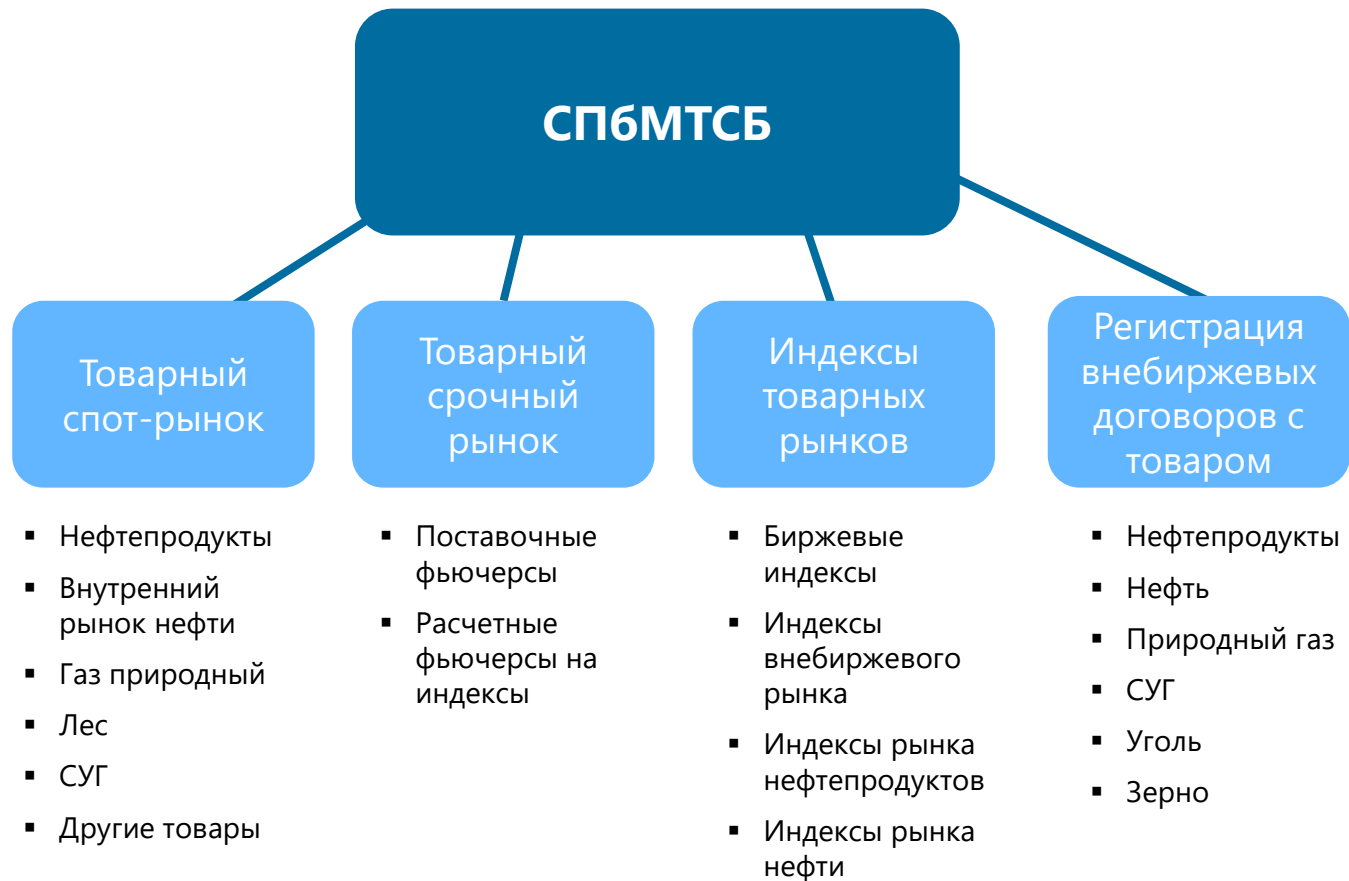 СПбМТСБ
Товарный
спот-рынок
▪ Нефтепродукты
▪ Внутренний
рынок нефти
▪ Газ природный
▪ Лес
▪ СУГ
▪ Другие товары
Товарный
срочный
рынок
▪ Поставочные
фьючерсы
▪ Расчетные
фьючерсы на
индексы
Индексы
товарных
рынков
▪ Биржевые
индексы
▪ Индексы
внебиржевого
рынка
▪ Индексы рынка
нефтепродуктов
▪ Индексы рынка
нефти
Регистрация
внебиржевых
договоров с
товаром
▪ Нефтепродукты
▪ Нефть
▪ Природный газ
▪ СУГ
▪ Уголь
▪ Зерно